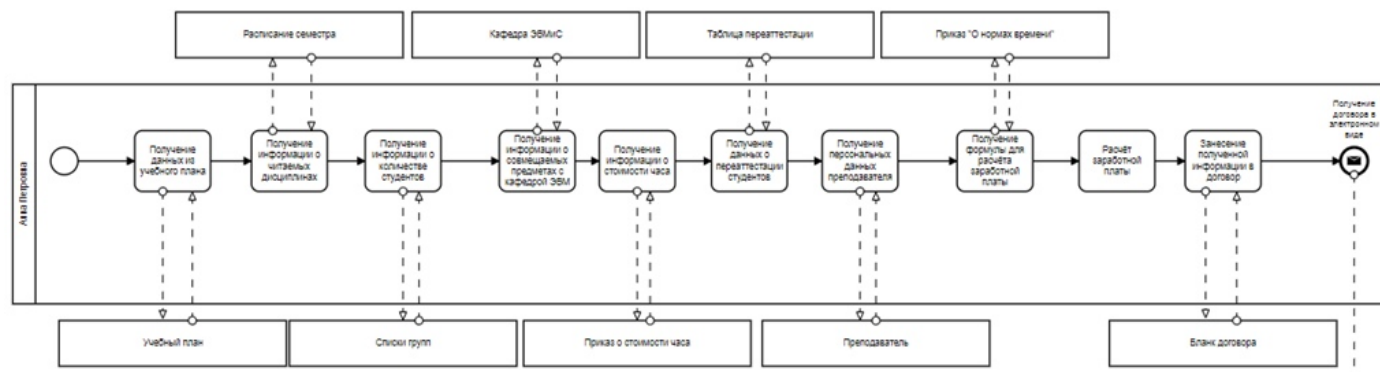 Расписание семестра
Кафедра ЭВМиС
Таблица переаттестации
Приказ "О нормах времени"
Анна Петровна
Получение
данных из
учебного плана
Получение
информации о
читаемых
дисциплинах
Получение
информации о
количестве
студентов
Получение
информации о
совмещаемых
предметах с
кафедрой ЭВМ
Получение
информации о
стоимости часа
Получение
данных о
переаттестации
студентов
Получение
персональных
данных
преподавателя
Получение
формулы для
расчёта
заработной
платы
Расчёт
заработной
платы
Занесение
полученной
информации в
договор
Получение
договора в
электронном
виде
Учебный план
Списки групп
Приказ о стоимости часа
Преподаватель
Бланк договора